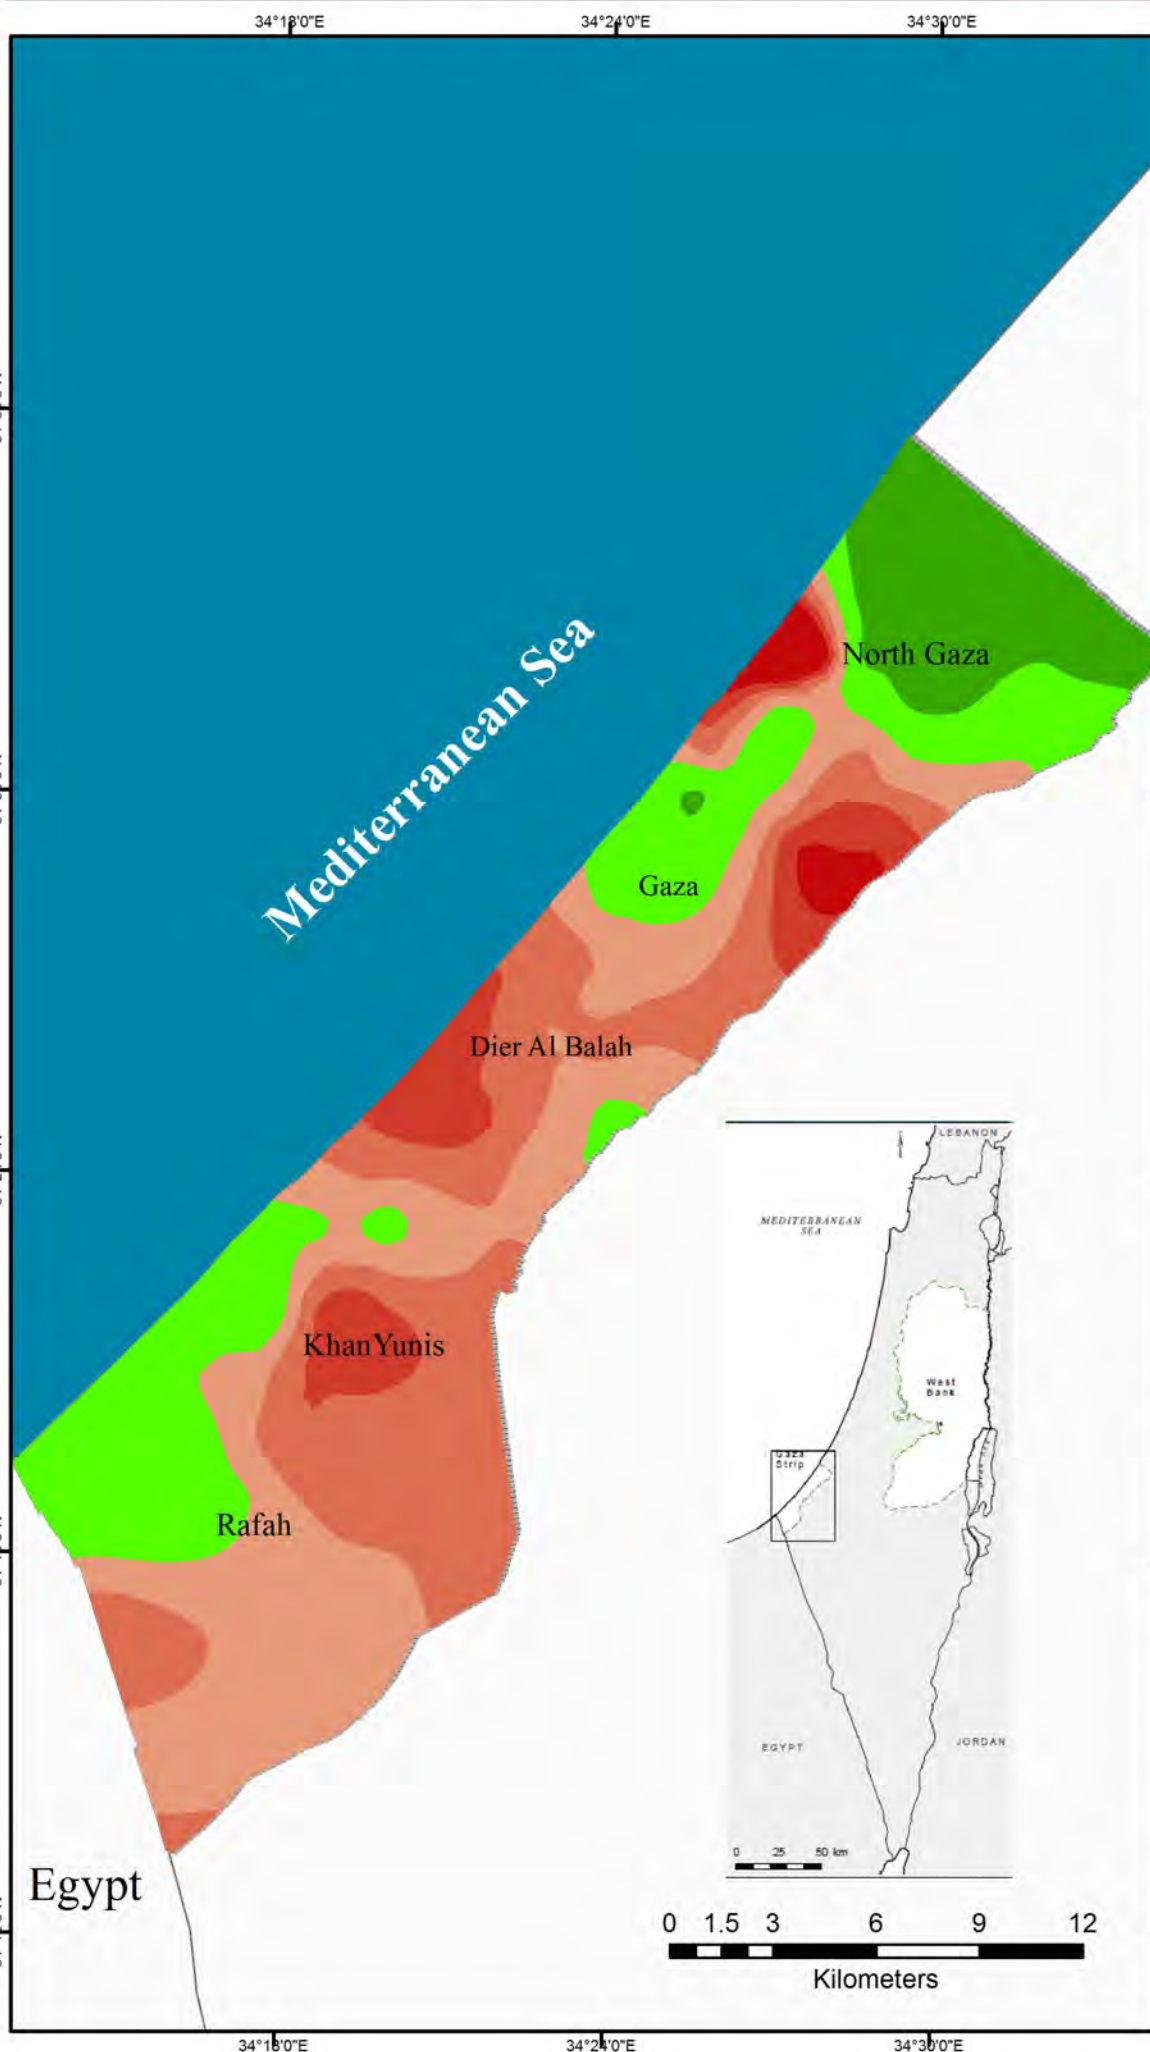 34°18'0"E 34°24'0"E 34°30'0"E
Mediterranean Sea
North Gaza
Gaza
Dier Al Balah
KhanYunis
Rafah
Egypt
LEBANON
MEDITERRANEAN
SEA
West
Bank
Gaza
Strip
EGYPT
JORDAN
0 25 50 km
0 1.5 3 6 9 12
Kilometers
34°18'0"E 34°24'0"E 34°30'0"E